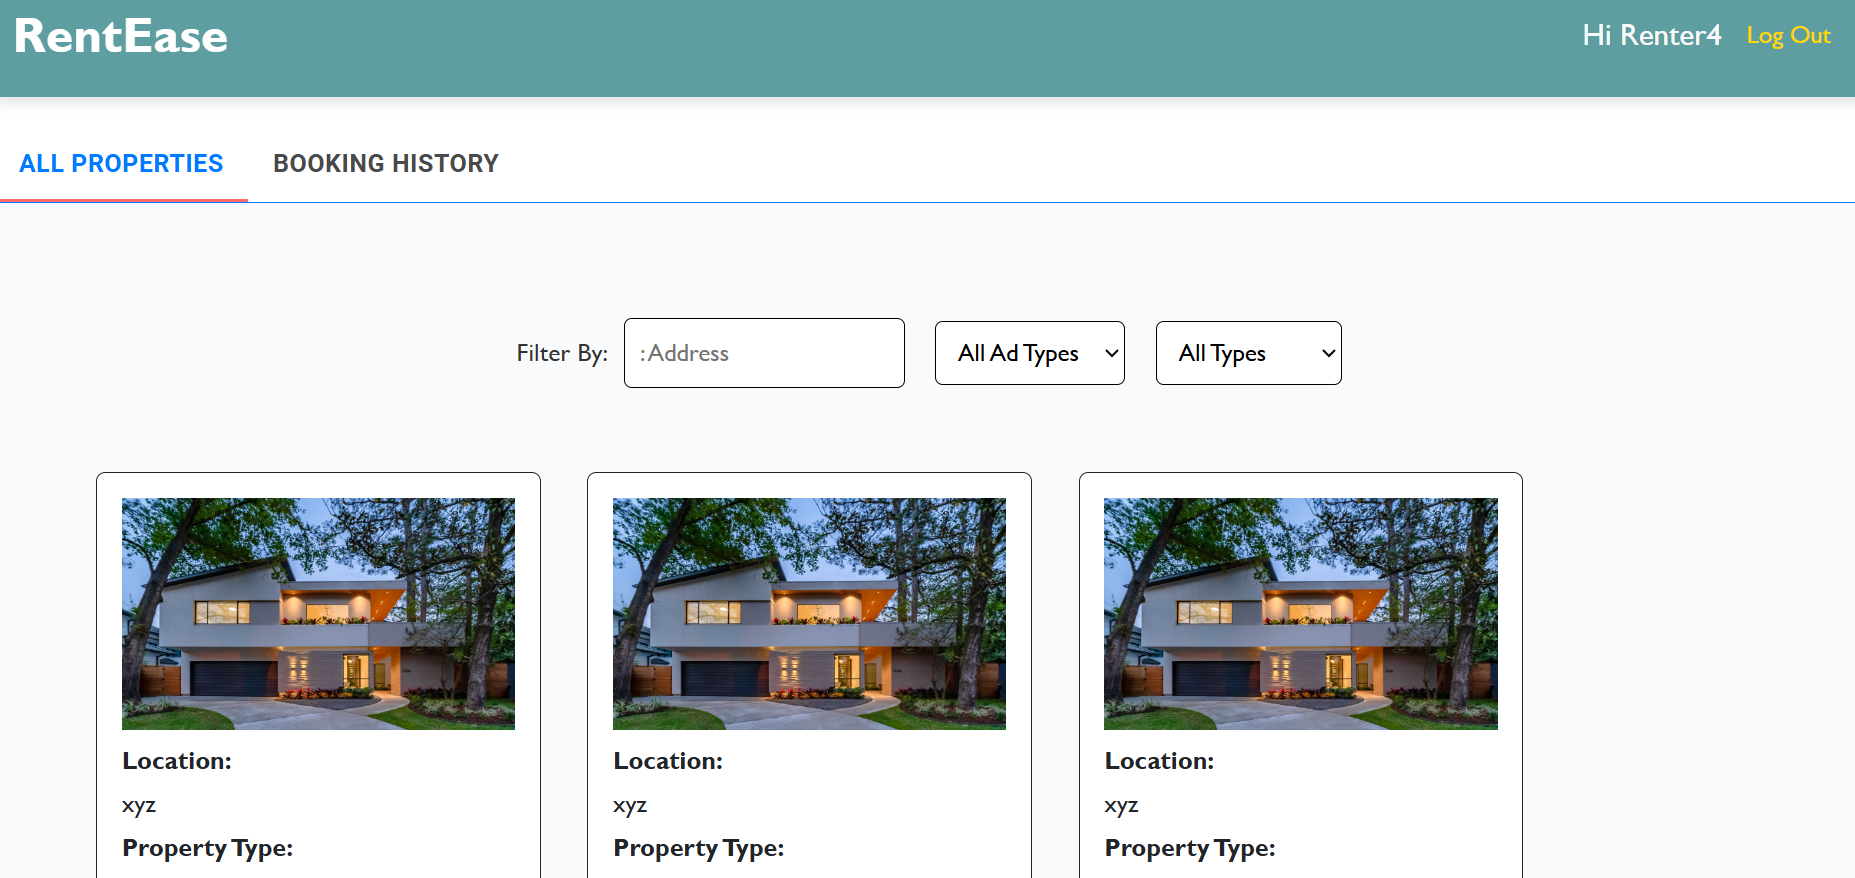 RentEase
Hi Renter4 Log Out
ALL PROPERTIES BOOKING HISTORY
Filter By: : Address All Ad Types All Types
Location: Location: Location:
xyz xyz xyz
Property Type: Property Type: Property Type: